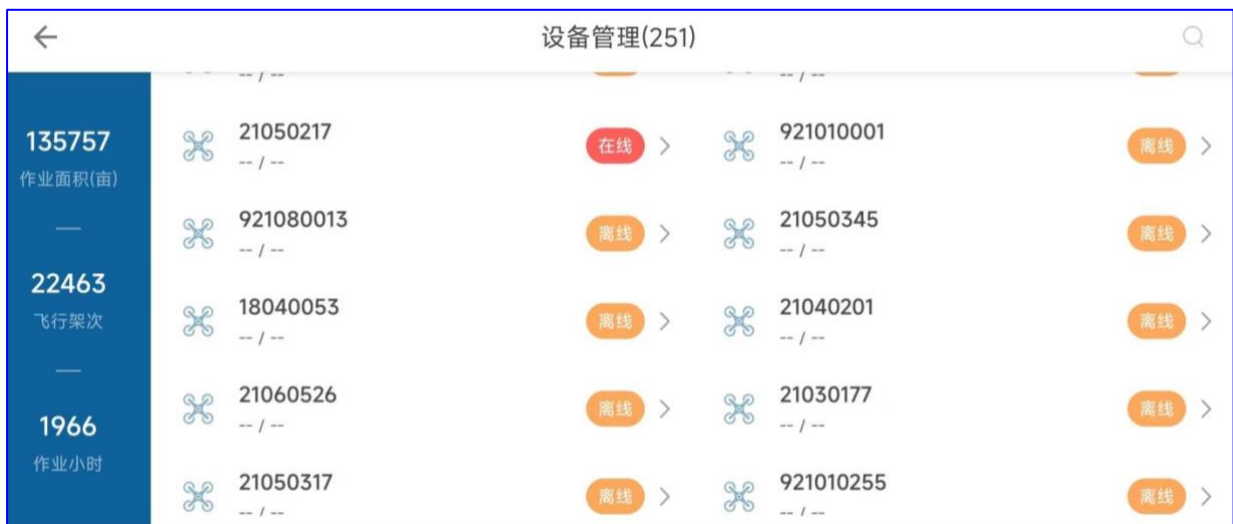 设备管理(251)
-- / --
-- / --
135757
作业面积(亩)
22463
飞行架次
1966
作业小时
21050217
在线
-- / --
921010001
离线
-- / --
921080013
离线
-- / --
21050345
离线
-- / --
18040053
离线
-- / --
21040201
离线
-- / --
21060526
离线
-- / --
21030177
离线
-- / --
21050317
离线
-- / --
921010255
离线
-- / --